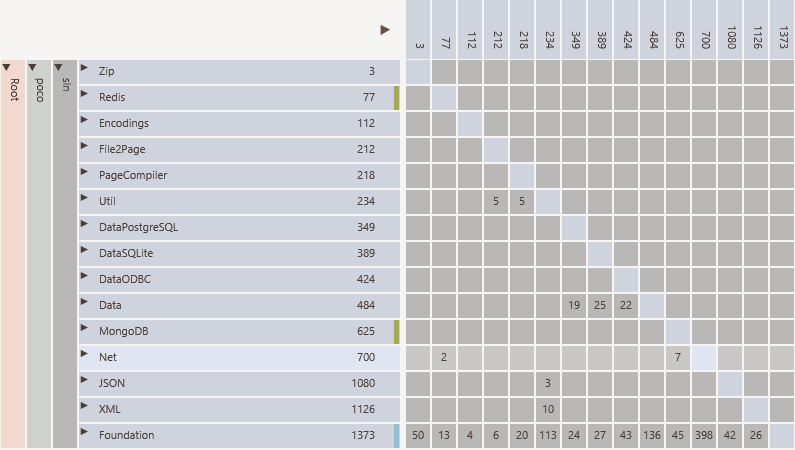 3 77 112 212 218 234 349 389 424 484 625 700 1080 1126 1373
Root poco sln
Zip 3
Redis 77
Encodings 112
File2Page 212
PageCompiler 218
Util 234 5 5
DataPostgreSQL 349
DataSQLite 389
DataODBC 424
Data 484 19 25 22
MongoDB 625
Net 700 2 7
JSON 1080 3
XML 1126 10
Foundation 1373 50 13 4 6 20 113 24 27 43 136 45 398 42 26